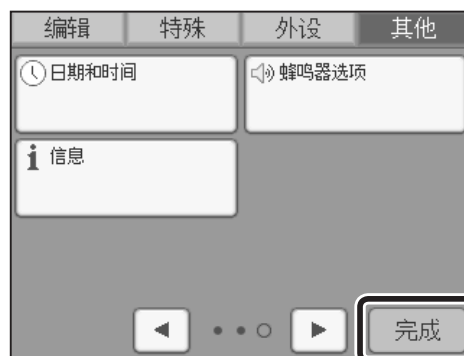 编辑 特殊 外设 其他
日期和时间 蜂鸣器选项
信息
完成